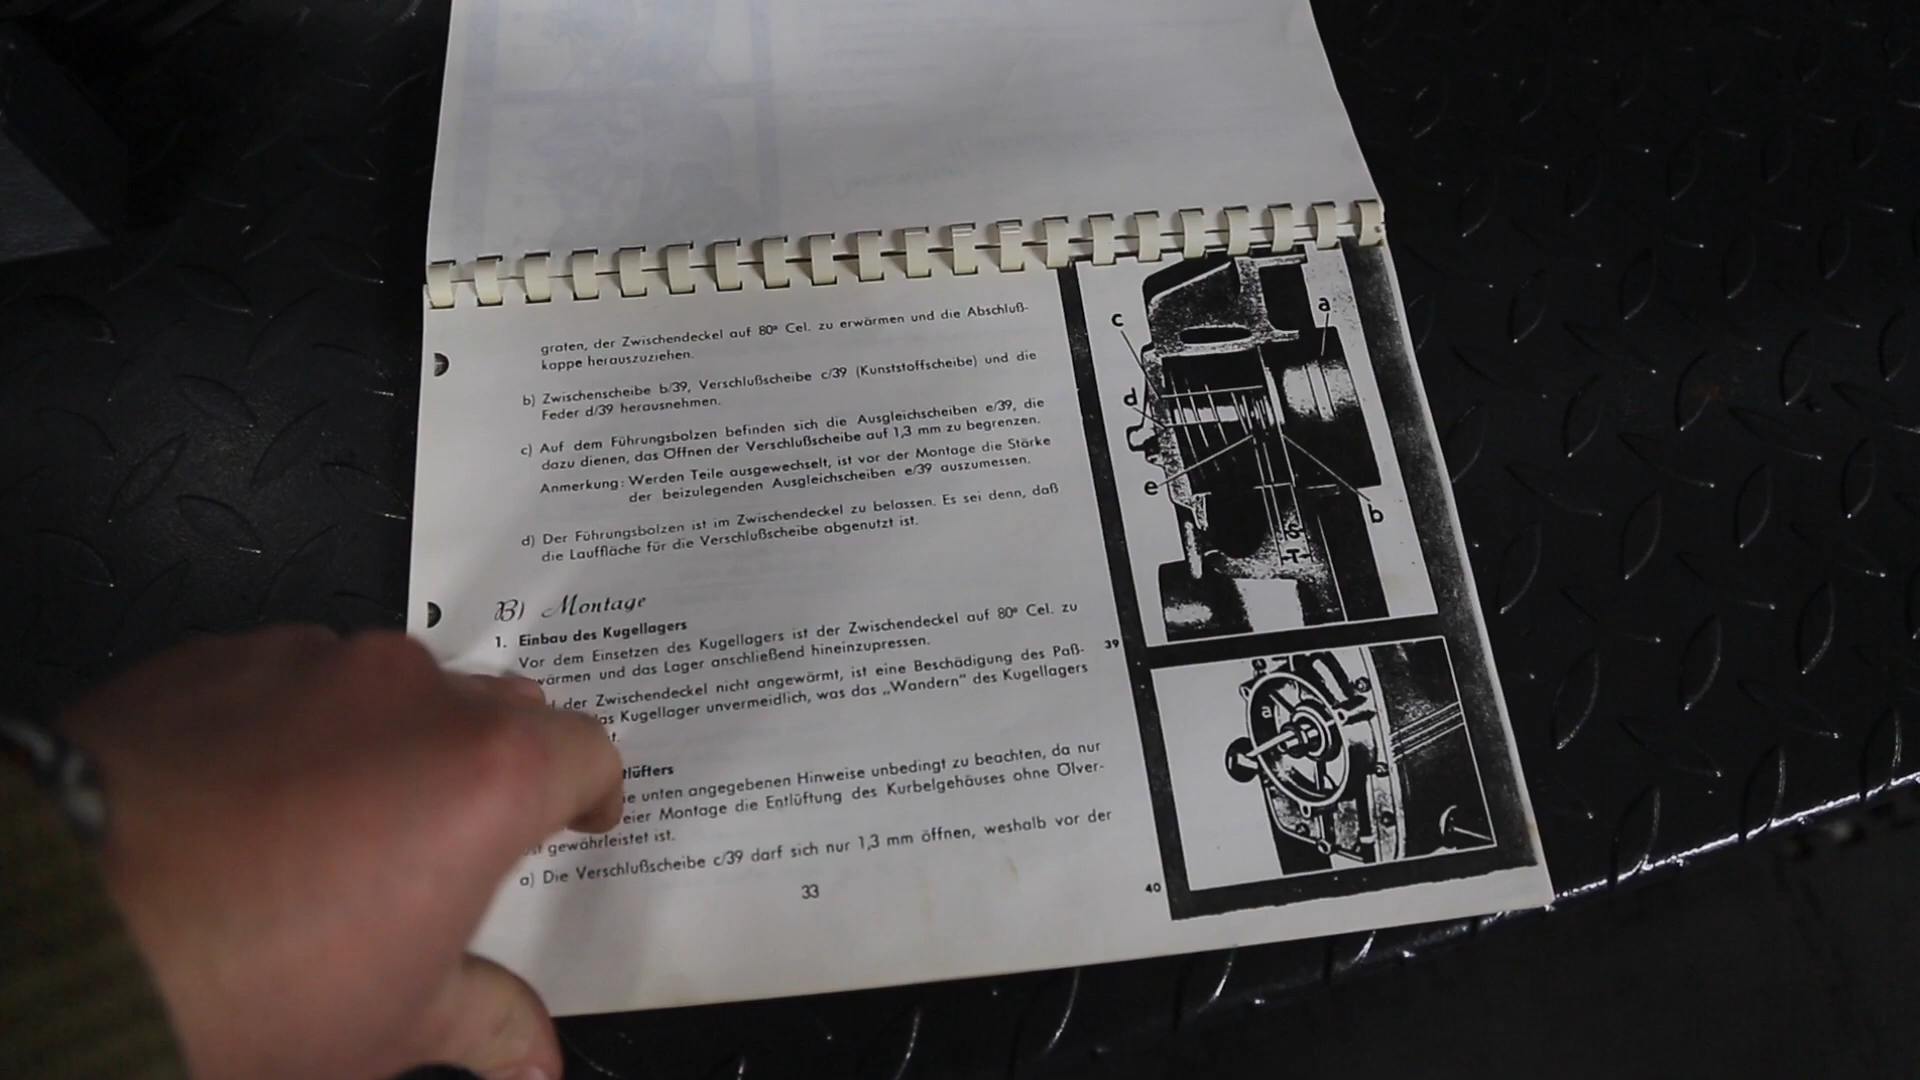 graten, der Zwischendeckel auf 80° Cel. zu erwärmen und die Abschluß-
kappe herauszuziehen.
b) Zwischenscheibe b/39, Verschlußscheibe c/39 (Kunststoffscheibe) und die
Feder d/39 herausnehmen.
c) Auf dem Führungsbolzen befinden sich die Ausgleichscheiben e/39, die
dazu dienen, das Öffnen der Verschlußscheibe auf 1,3 mm zu begrenzen.
Anmerkung: Werden Teile ausgewechselt, ist vor der Montage die Stärke
der beizulegenden Ausgleichscheiben e/39 auszumessen.
d) Der Führungsbolzen ist im Zwischendeckel zu belassen. Es sei denn, daß
die Lauffläche für die Verschlußscheibe abgenutzt ist.
B) Montage
1. Einbau des Kugellagers
Vor dem Einsetzen des Kugellagers ist der Zwischendeckel auf 80° Cel. zu
wärmen und das Lager anschließend hineinzupressen.
der Zwischendeckel nicht angewärmt, ist eine Beschädigung des Paß-
as Kugellager unvermeidlich, was das „Wandern" des Kugellagers
t.
tlüfters
ie unten angegebenen Hinweise unbedingt zu beachten, da nur
eier Montage die Entlüftung des Kurbelgehäuses ohne Ölver-
ust gewährleistet ist.
a) Die Verschlußscheibe c/39 darf sich nur 1,3 mm öffnen, weshalb vor der
33
c
a
d
e
b
T
39
a
40